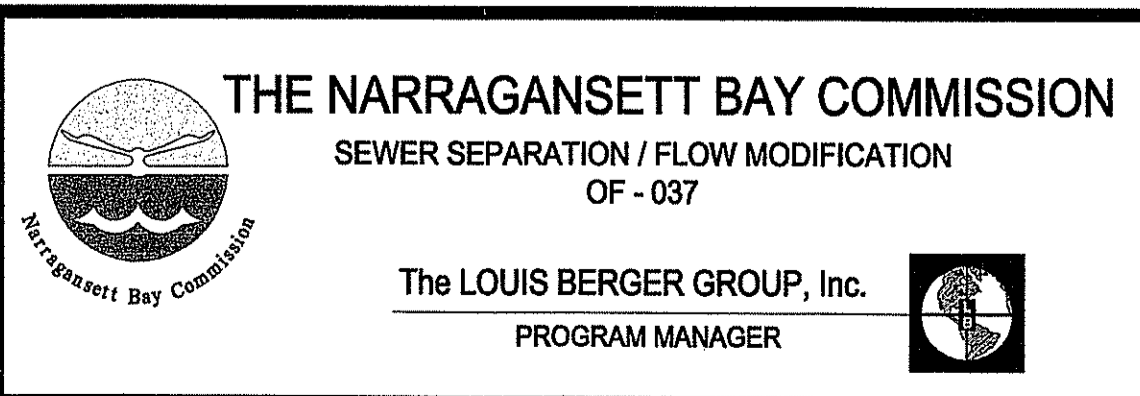 THE NARRAGANSETT BAY COMMISSION
SEWER SEPARATION / FLOW MODIFICATION
OF - 037
Narragansett Bay Commission
The LOUIS BERGER GROUP, Inc.
PROGRAM MANAGER